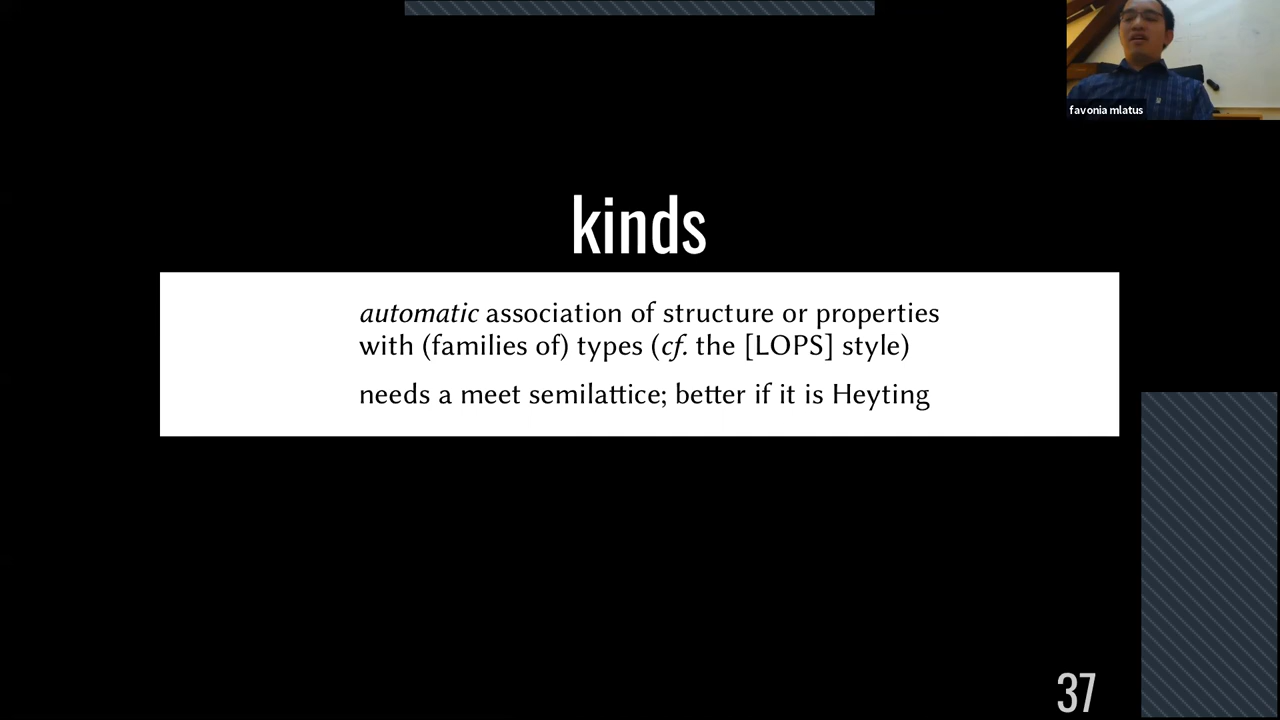 favonia mlatus
kinds
automatic association of structure or properties
with (families of) types (cf. the [LOPS] style)
needs a meet semilattice; better if it is Heyting
37